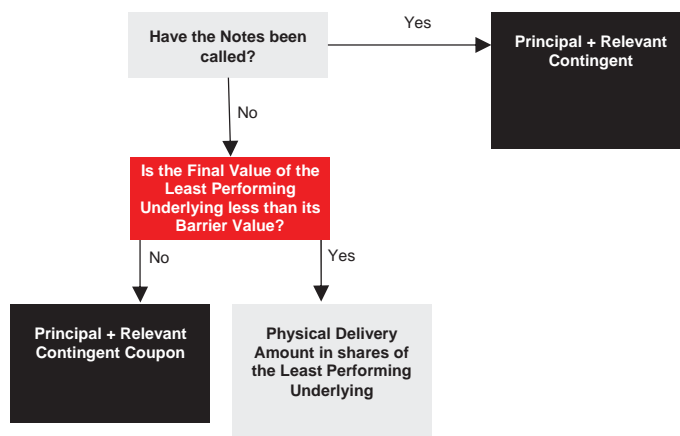 Have the Notes been
called?
Yes
Principal + Relevant
Contingent
No
Is the Final Value of the
Least Performing
Underlying less than its
Barrier Value?
No
Yes
Principal + Relevant
Contingent Coupon
Physical Delivery
Amount in shares of
the Least Performing
Underlying